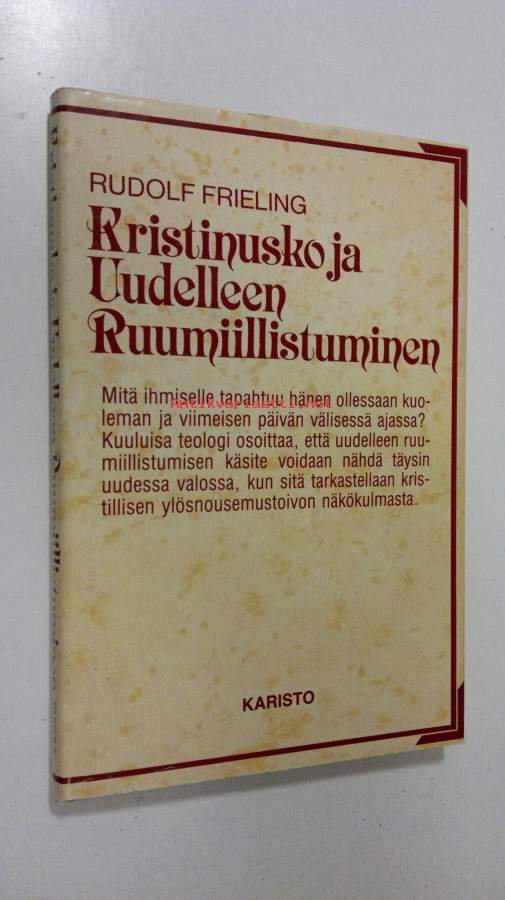 RUDOLF FRIELING
Kristinusko ja
Uudelleen
Ruumiillistuminen
Mitä ihmiselle tapahtuu hänen ollessaan kuo-
antikvariaatti.net
leman ja viimeisen päivän välisessä ajassa?
Kuuluisa teologi osoittaa, että uudelleen ruu-
miillistumisen käsite voidaan nähdä täysin
uudessa valossa, kun sitä tarkastellaan kris-
tillisen ylösnousemustoivon näkökulmasta.
KARISTO